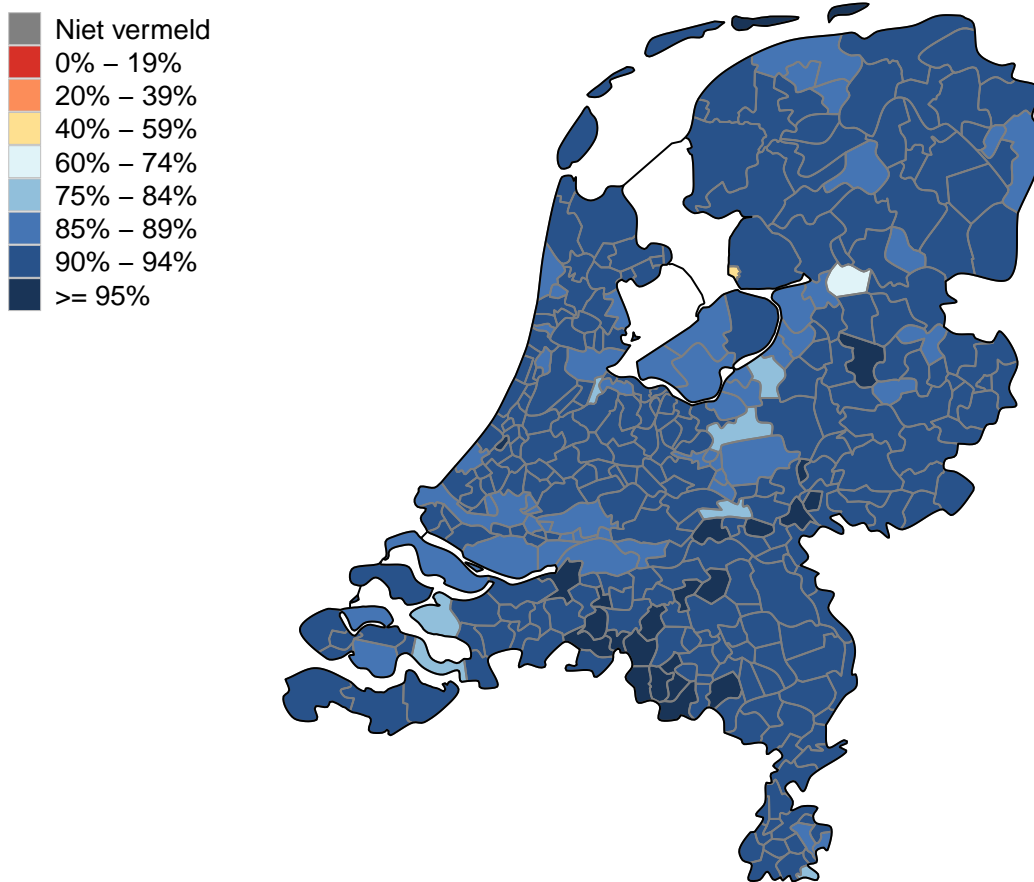 Niet vermeld
0% – 19%
20% – 39%
40% – 59%
60% – 74%
75% – 84%
85% – 89%
90% – 94%
>= 95%